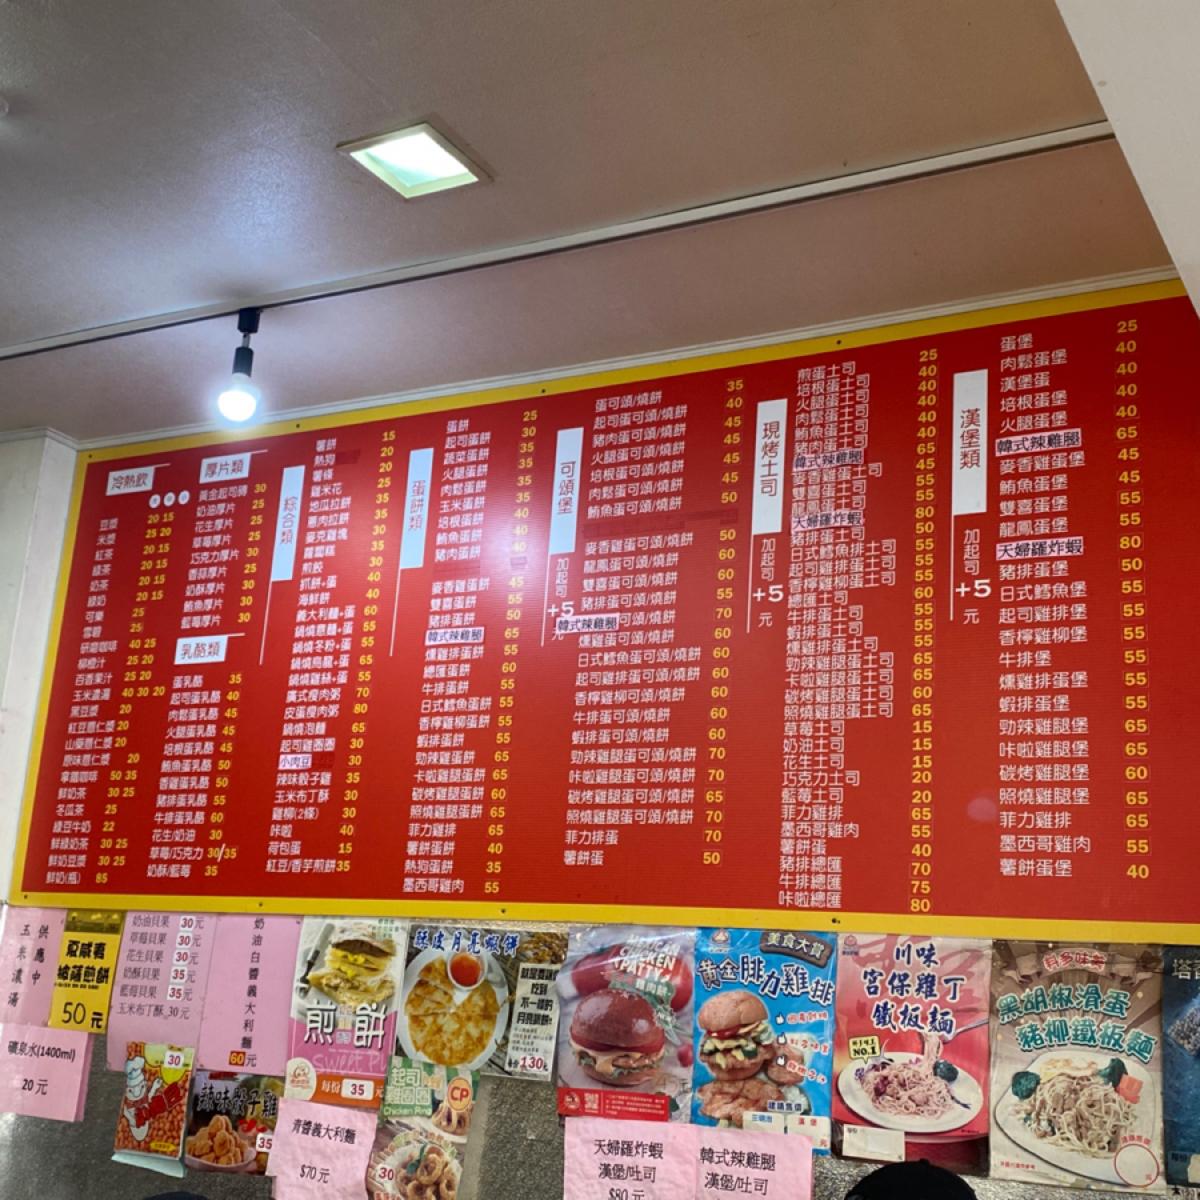 冷熱飲
豆漿 20 15
米漿 20 15
紅茶 20 15
綠茶 20 15
奶茶 20 15
綠奶 20 15
可樂 25
雪碧 25
研磨咖啡 40 25
柳橙汁 25 20
百香果汁 25 20
玉米濃湯 40 30 20
黑豆漿 20
紅豆薏仁漿 20
山藥薏仁漿 20
原味薏仁漿 20
拿鐵咖啡 50 35
鮮奶茶 30 25
冬瓜茶 25
綠豆牛奶 22
鮮綠奶茶 30 25
鮮奶豆漿 30 25
鮮奶(瓶) 85
厚片類
黃金起司磚 30
奶油厚片 25
花生厚片 25
草莓厚片 25
巧克力厚片 30
香蒜厚片 25
奶酥厚片 30
鮪魚厚片 30
藍莓厚片 30
乳酪類
蛋乳酪 35
起司蛋乳酪 40
肉鬆蛋乳酪 45
火腿蛋乳酪 45
培根蛋乳酪 45
鮪魚蛋乳酪 50
香雞蛋乳酪 50
豬排蛋乳酪 55
牛排蛋乳酪 60
花生/奶油 30
草莓/巧克力 30/35
奶酥/藍莓 35
綜合類
薯餅 15
熱狗 20
薯條 20
雞米花 25
地瓜拉餅 35
蔥肉拉餅 35
麥克雞塊 30
蘿蔔糕 30
煎餃 30
抓餅+蛋 40
海鮮餅 40
義大利麵+蛋 60
鍋燒意麵+蛋 55
鍋燒冬粉+蛋 55
鍋燒烏龍+蛋 65
鍋燒雞絲+蛋 55
廣式瘦肉粥 70
皮蛋瘦肉粥 80
鍋燒泡麵 65
起司雞圈圈 30
小肉豆 30
辣味骰子雞 35
玉米布丁酥 30
雞柳(2條) 30
咔啦 40
荷包蛋 15
紅豆/香芋煎餅 35
蛋餅類
蛋餅 25
起司蛋餅 30
蔬菜蛋餅 35
火腿蛋餅 35
肉鬆蛋餅 35
玉米蛋餅 40
培根蛋餅 40
鮪魚蛋餅 40
豬肉蛋餅 40
麥香雞蛋餅 45
雙喜蛋餅 55
豬排蛋餅 50
韓式辣雞腿 65
燻雞排蛋餅 55
總匯蛋餅 60
牛排蛋餅 55
日式鱈魚蛋餅 55
香檸雞柳蛋餅 55
蝦排蛋餅 55
勁辣雞蛋餅 60
卡啦雞腿蛋餅 65
碳烤雞腿蛋餅 60
照燒雞腿蛋餅 65
菲力雞排 65
薯餅蛋餅 40
熱狗蛋餅 35
墨西哥雞肉 55
可頌堡
加起司+5元
蛋可頌/燒餅 35
起司蛋可頌/燒餅 40
豬肉蛋可頌/燒餅 45
火腿蛋可頌/燒餅 45
培根蛋可頌/燒餅 45
肉鬆蛋可頌/燒餅 45
鮪魚蛋可頌/燒餅 50
麥香雞蛋可頌/燒餅 50
龍鳳蛋可頌/燒餅 60
雙喜蛋可頌/燒餅 60
豬排蛋可頌/燒餅 55
韓式辣雞腿 70
燻雞蛋可頌/燒餅 60
日式鱈魚蛋可頌/燒餅 60
起司雞排蛋可頌/燒餅 60
香檸雞柳可頌/燒餅 60
牛排蛋可頌/燒餅 60
蝦排蛋可頌/燒餅 60
勁辣雞腿蛋可頌/燒餅 70
咔啦雞腿蛋可頌/燒餅 70
碳烤雞腿蛋可頌/燒餅 65
照燒雞腿蛋可頌/燒餅 70
菲力排蛋 70
薯餅蛋 50
現烤土司
加起司+5元
煎蛋土司 25
培根蛋土司 40
火腿蛋土司 40
肉鬆蛋土司 40
鮪魚蛋土司 45
豬肉蛋土司 40
韓式辣雞腿 65
麥香雞蛋土司 45
雙喜蛋土司 55
龍鳳蛋土司 55
天婦羅炸蝦 80
豬排蛋土司 50
日式鱈魚排土司 55
起司雞排蛋土司 55
香檸雞柳蛋土司 55
總匯土司 60
牛排蛋土司 55
蝦排蛋土司 55
燻雞排蛋土司 55
勁辣雞腿蛋土司 65
卡啦雞腿蛋土司 65
碳烤雞腿蛋土司 60
照燒雞腿蛋土司 65
草莓土司 15
奶油土司 15
花生土司 15
巧克力土司 20
藍莓土司 20
菲力雞排 65
墨西哥雞肉 55
薯餅蛋 40
豬排總匯 70
牛排總匯 75
咔啦總匯 80
漢堡類
加起司+5元
蛋堡 25
肉鬆蛋堡 40
漢堡蛋 40
培根蛋堡 40
火腿蛋堡 40
韓式辣雞腿 65
麥香雞蛋堡 45
鮪魚蛋堡 45
雙喜蛋堡 55
龍鳳蛋堡 55
天婦羅炸蝦 80
豬排蛋堡 50
日式鱈魚堡 55
起司雞排堡 55
香檸雞柳堡 55
牛排堡 55
燻雞排蛋堡 55
蝦排蛋堡 55
勁辣雞腿堡 65
咔啦雞腿堡 65
碳烤雞腿堡 60
照燒雞腿堡 65
菲力雞排 65
墨西哥雞肉 55
薯餅蛋堡 40
玉米濃湯
供應中
礦泉水(1400ml)
20元
夏威夷
披薩煎餅
50元
奶油貝果 30元
草莓貝果 30元
花生貝果 30元
奶酥貝果 35元
藍莓貝果 35元
玉米布丁酥 30元
奶油白醬義大利麵 60元
30
辣味骰子雞
35
煎餅
每份 35
青醬義大利麵
$70元
酥皮月亮蝦餅
每份130元
起司
雞圈圈
Chicken Ring
CP
30
CHICKEN
PATTY
雞肉餅
天婦羅炸蝦
漢堡/吐司
$80元
美食大賞
黃金腓力雞排
韓式辣雞腿
漢堡/吐司
川味
宮保雞丁
鐵板麵
NO.1
有多味美
黑胡椒滑蛋
豬柳鐵板麵